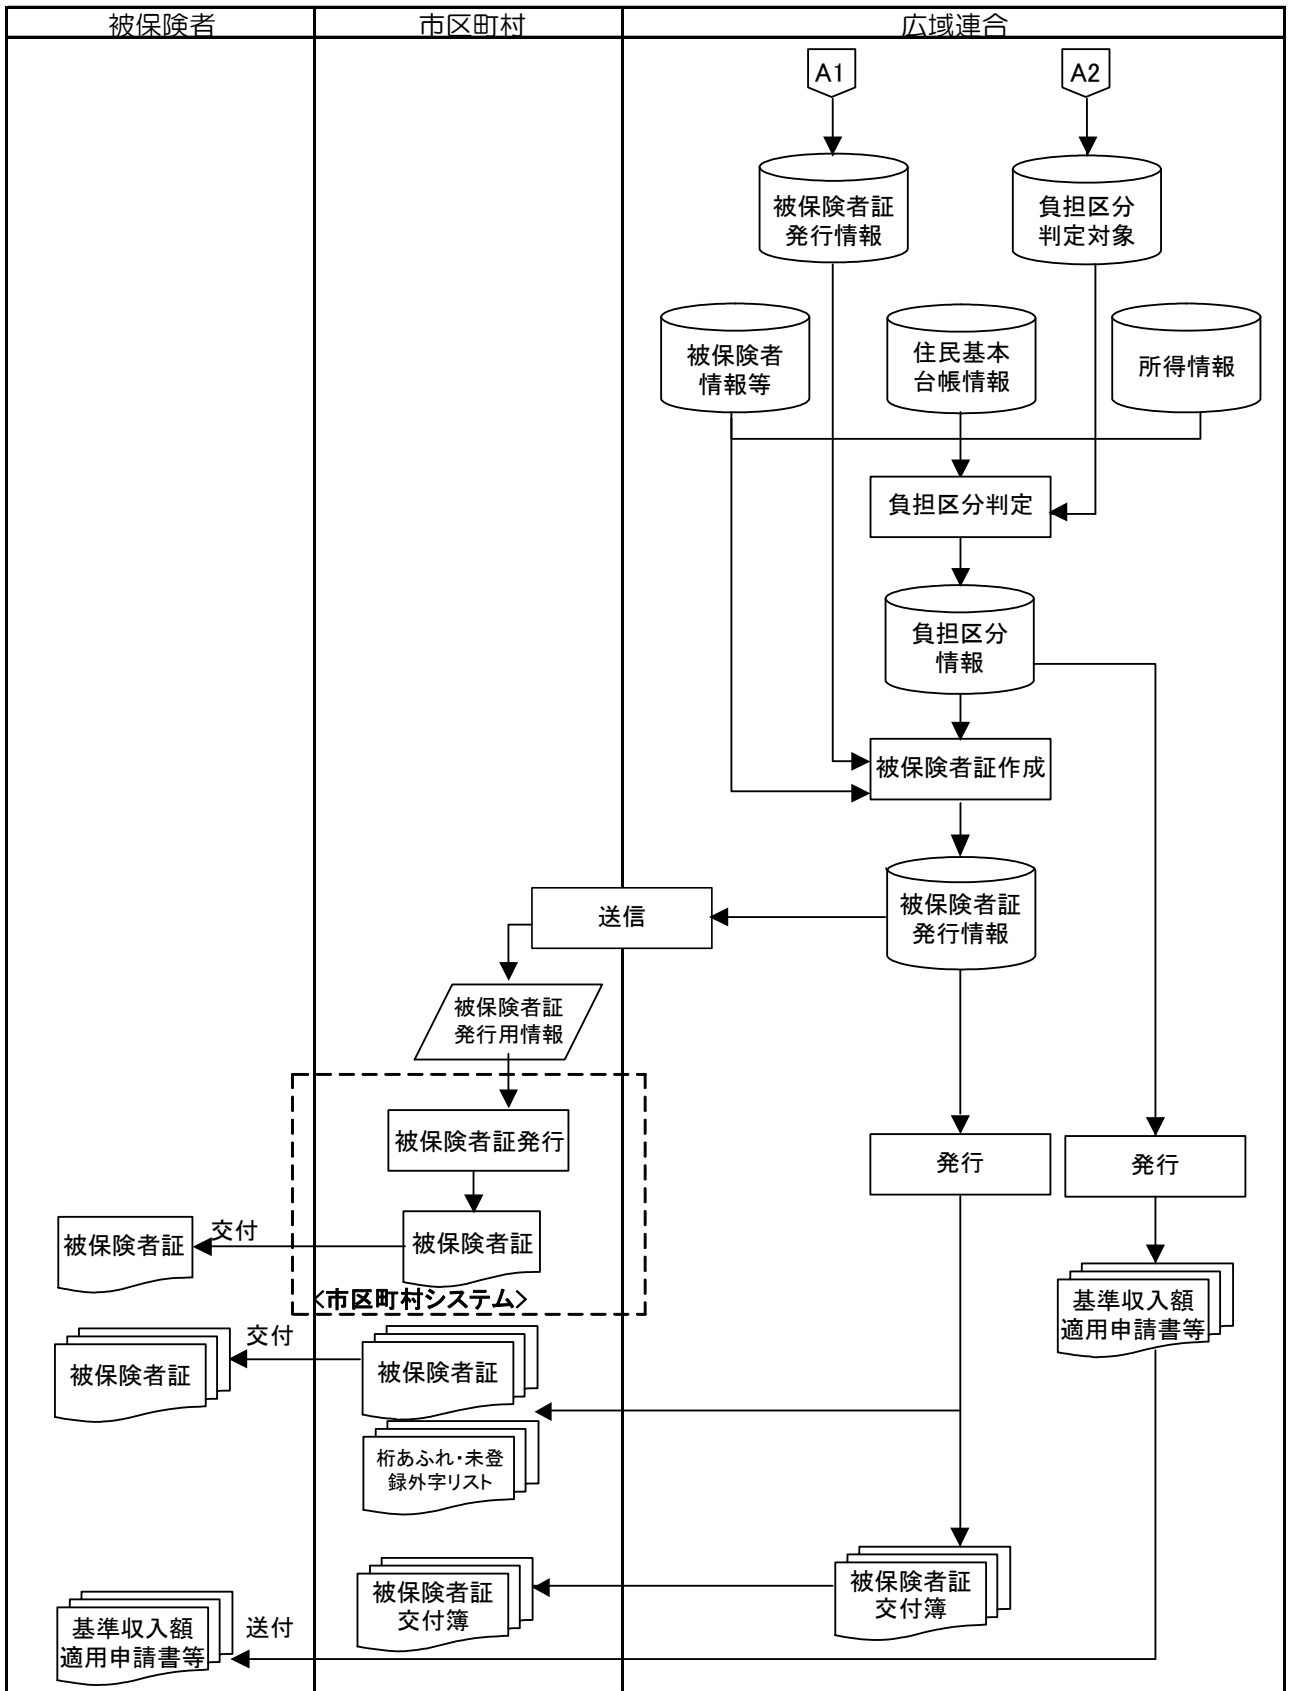 被保険者
市区町村
広域連合
A1
A2
被保険者証
発行情報
負担区分
判定対象
被保険者
情報等
住民基本
台帳情報
所得情報
負担区分判定
負担区分
情報
被保険者証作成
送信
被保険者証
発行情報
被保険者証
発行用情報
被保険者証発行
発行
発行
被保険者証
交付
被保険者証
<市区町村システム>
基準収入額
適用申請書等
被保険者証
交付
被保険者証
桁あふれ・未登
録外字リスト
被保険者証
交付簿
被保険者証
交付簿
基準収入額
適用申請書等
送付